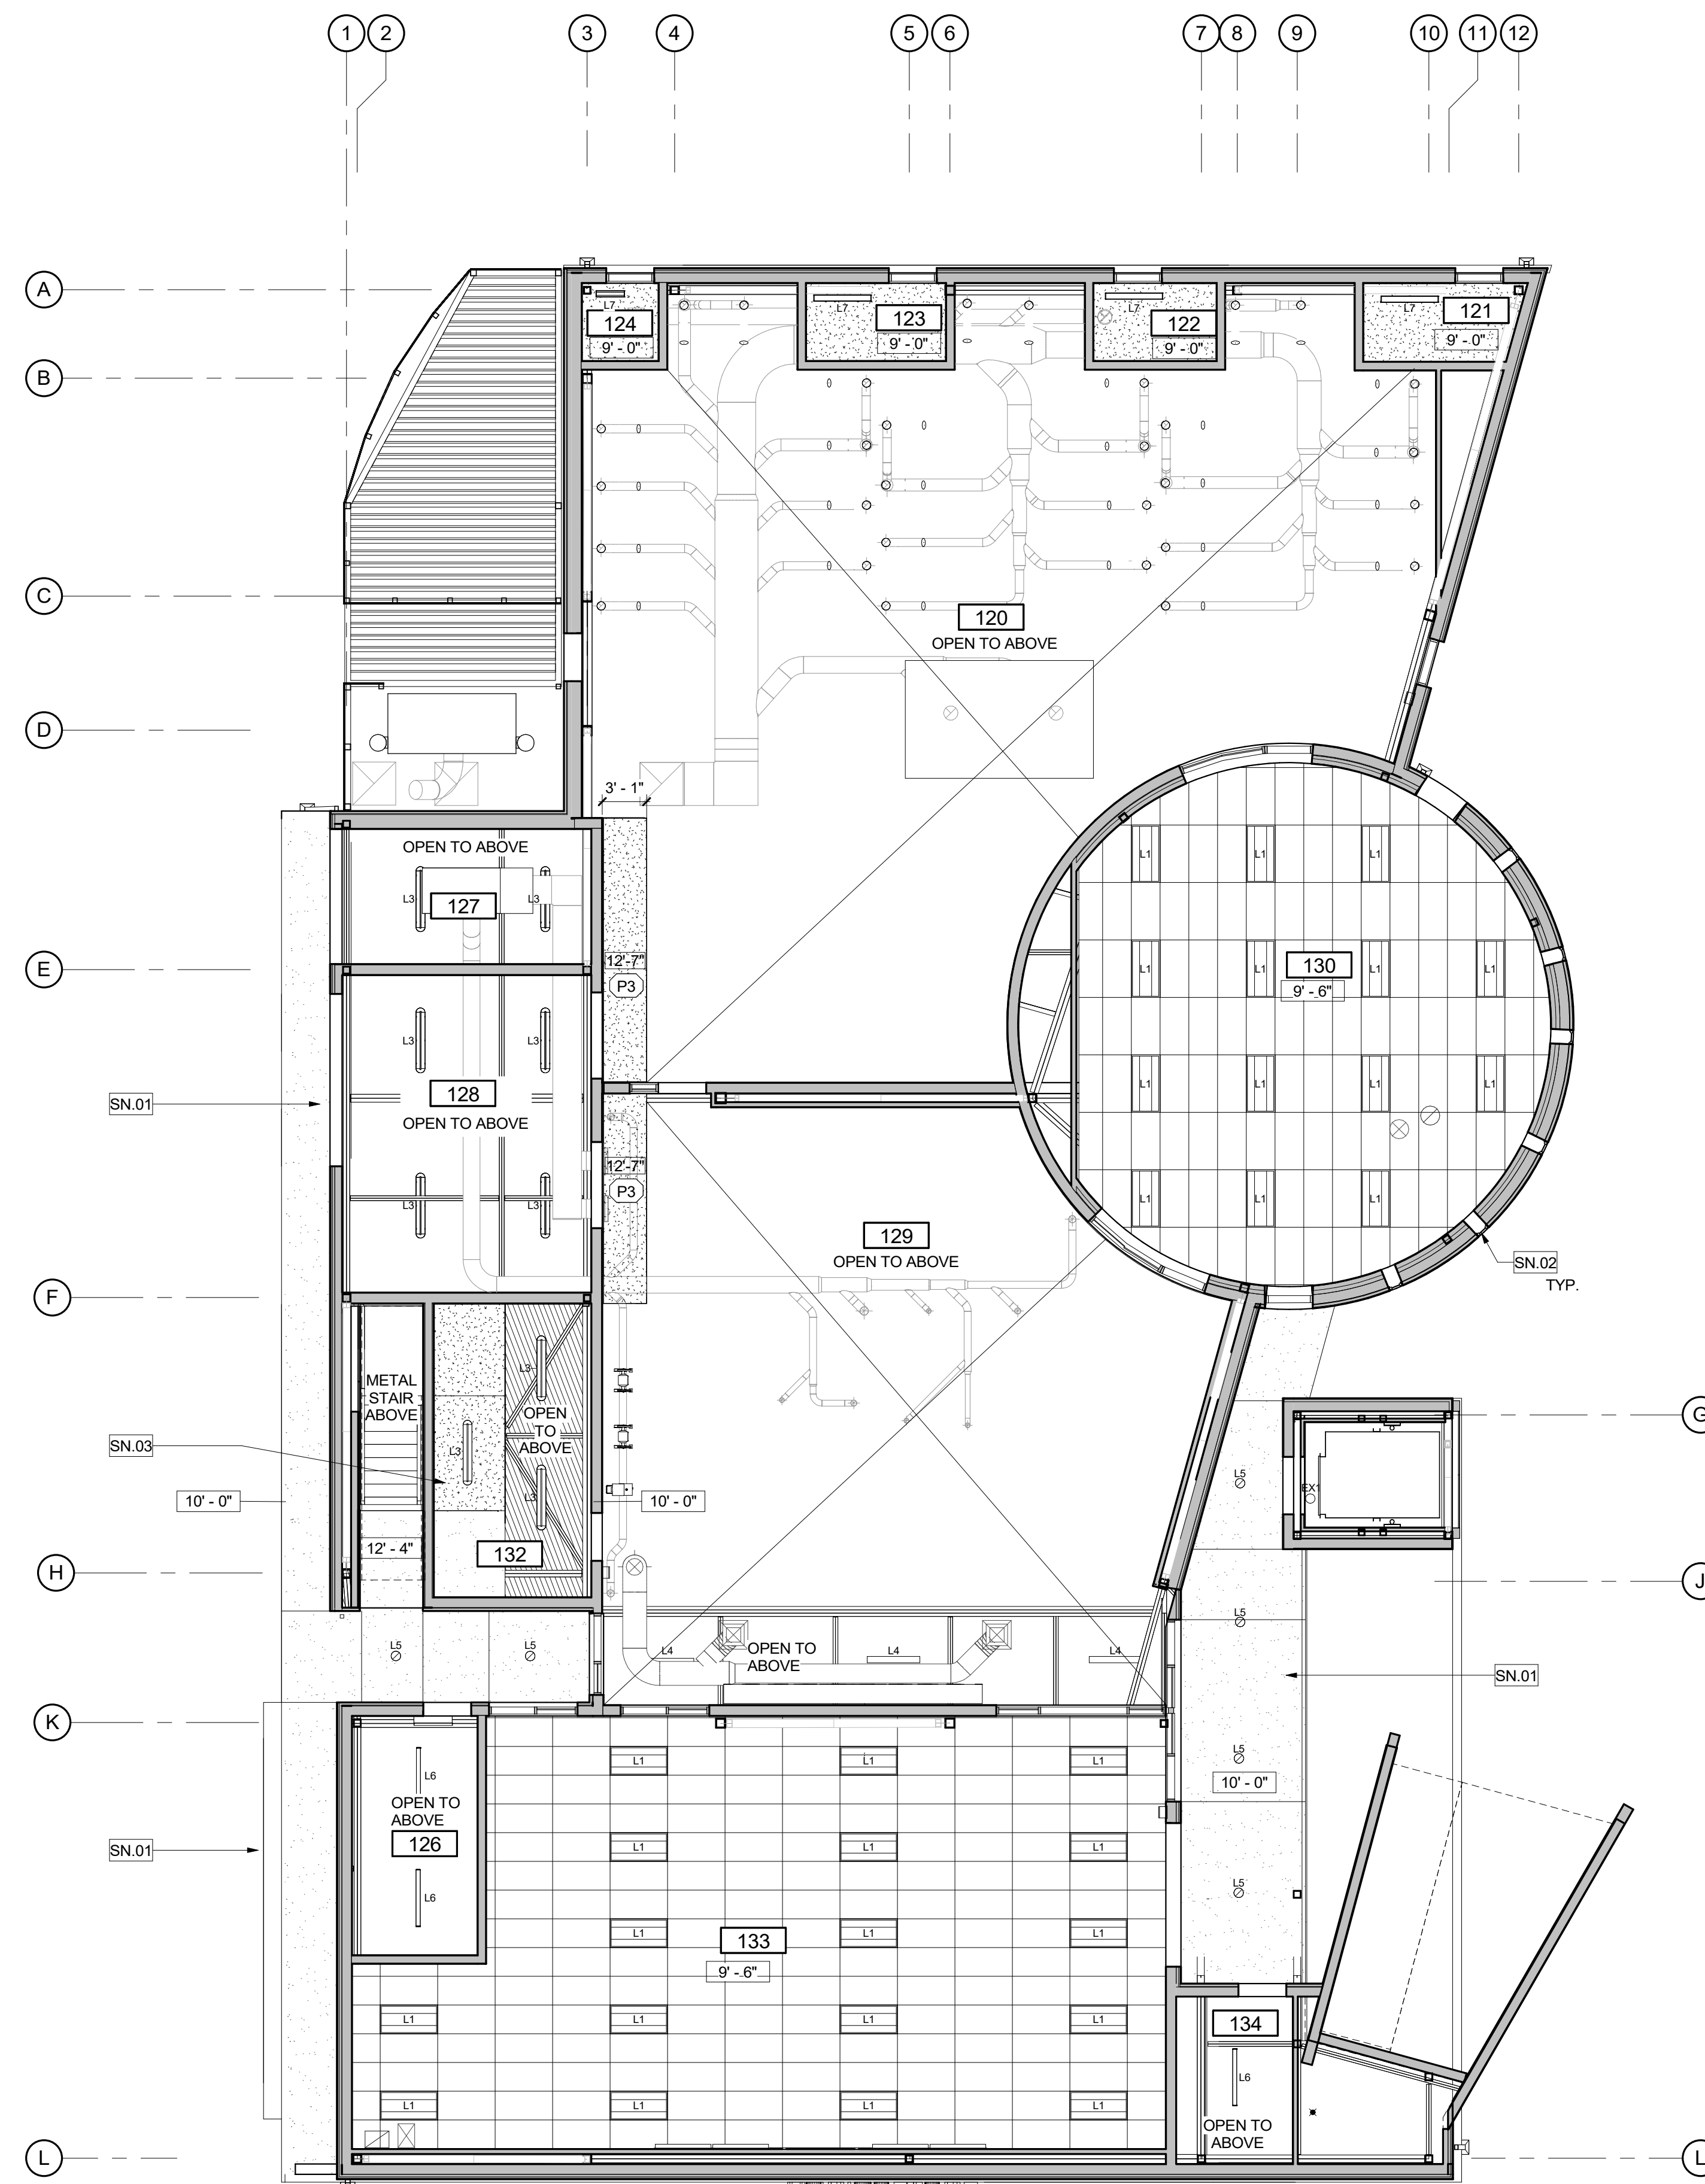 1 2 3 4 5 6 7 8 9 10 11 12
A
L7 L7 L7 L7
124 123 122 121
9' - 0" 9' - 0" 9' - 0" 9' - 0"
B
C
120
OPEN TO ABOVE
D
3' - 1"
OPEN TO ABOVE
L1 L1 L1
L3 L3
127
E
12'-7"
P3
130
9' - 6"
L1 L1 L1 L1
L3 L3
128
OPEN TO ABOVE
SN.01
L1 L1 L1 L1
12'-7"
P3
L3 L3
L1 L1 L1
129
OPEN TO ABOVE
SN.02
TYP.
F
METAL
STAIR
ABOVE
L3
OPEN
TO
ABOVE
G
SN.03
L3
L3
L5
EX1
10' - 0"
10' - 0"
12' - 4"
132
H
J
L5 L5
L4 L4 L4
OPEN TO
ABOVE
L5
SN.01
K
L1 L1 L1
L5
10' - 0"
L6
OPEN TO
ABOVE
126
SN.01
L1 L1 L1
L6
L5
L1 L1 L1
133
9' - 6"
L1 L1 L1 L1
134
L6
L1 L1 L1 L1
OPEN TO
ABOVE
L
L